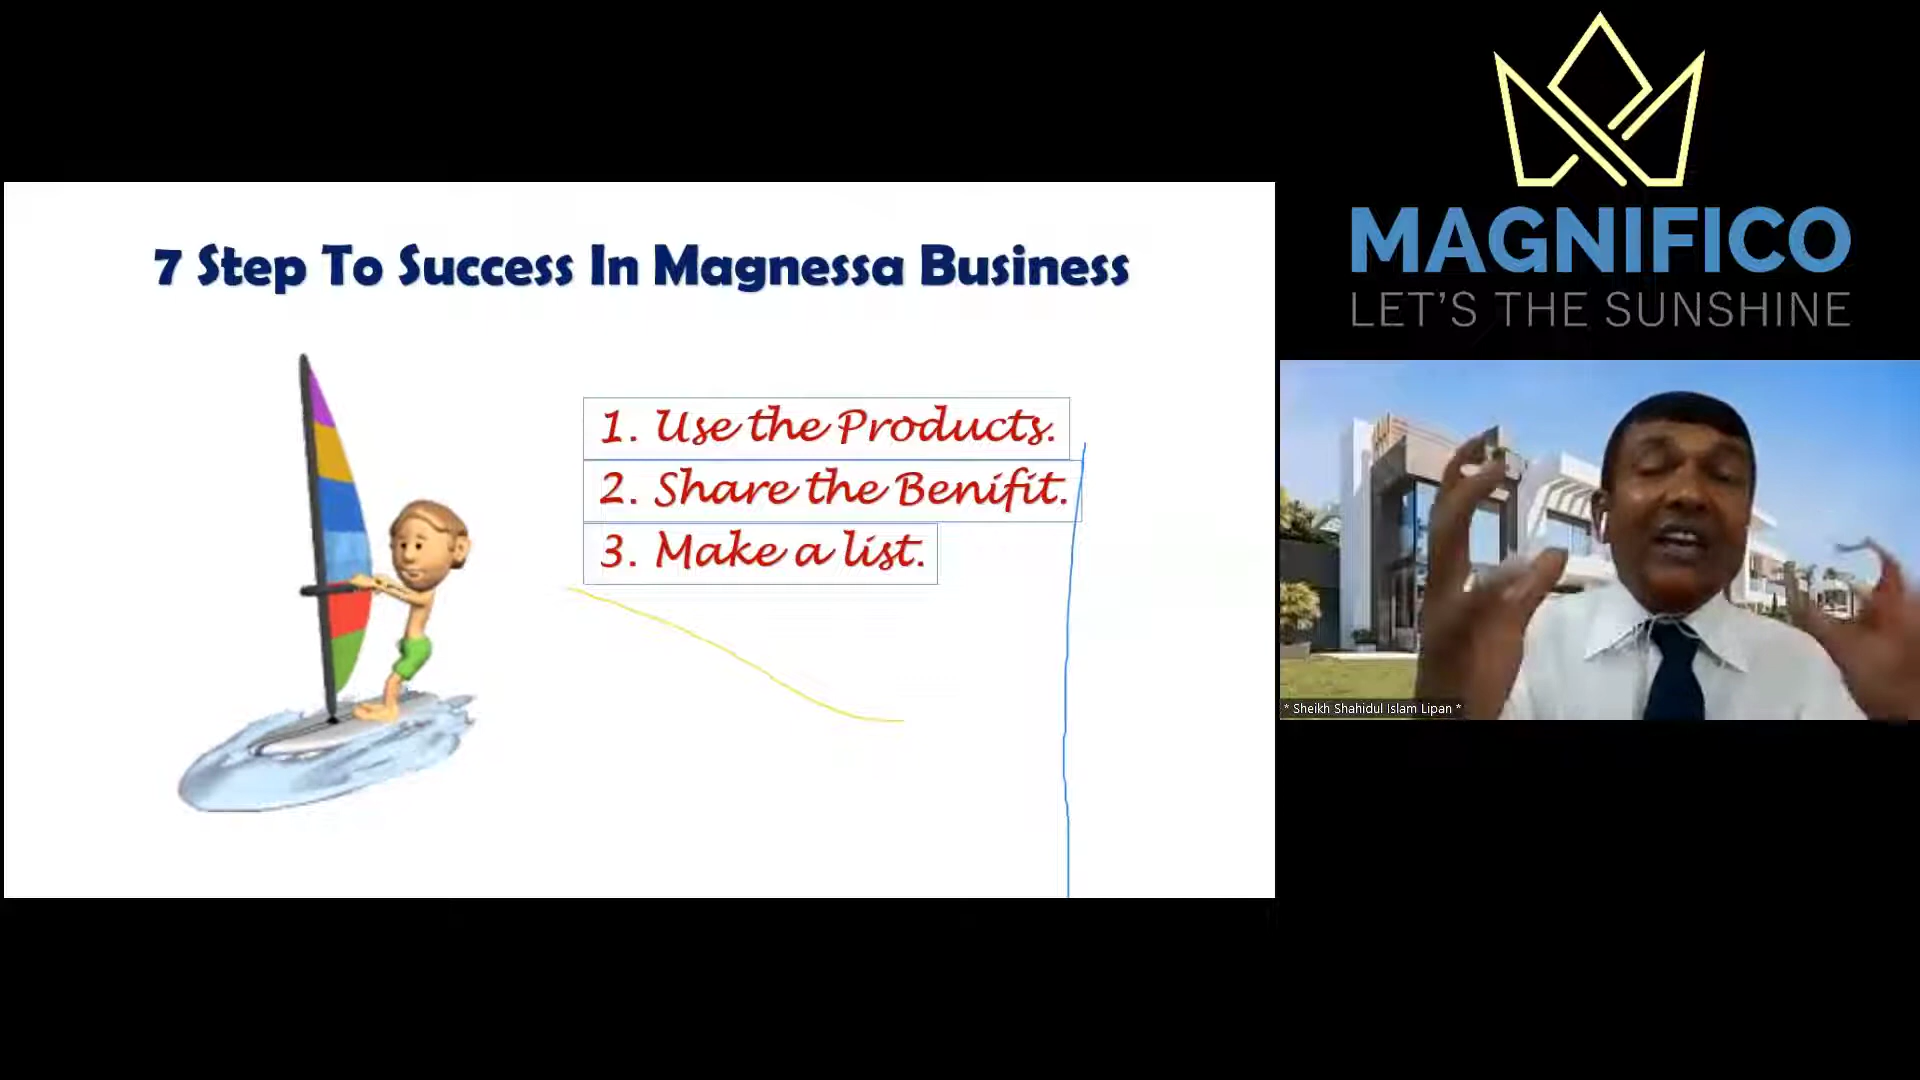 7 Step To Success In Magnessa Business
1. Use the Products.
2. Share the Benifit.
3. Make a list.
MAGNIFICO
LET'S THE SUNSHINE
* Sheikh Shahidul Islam Lipan *